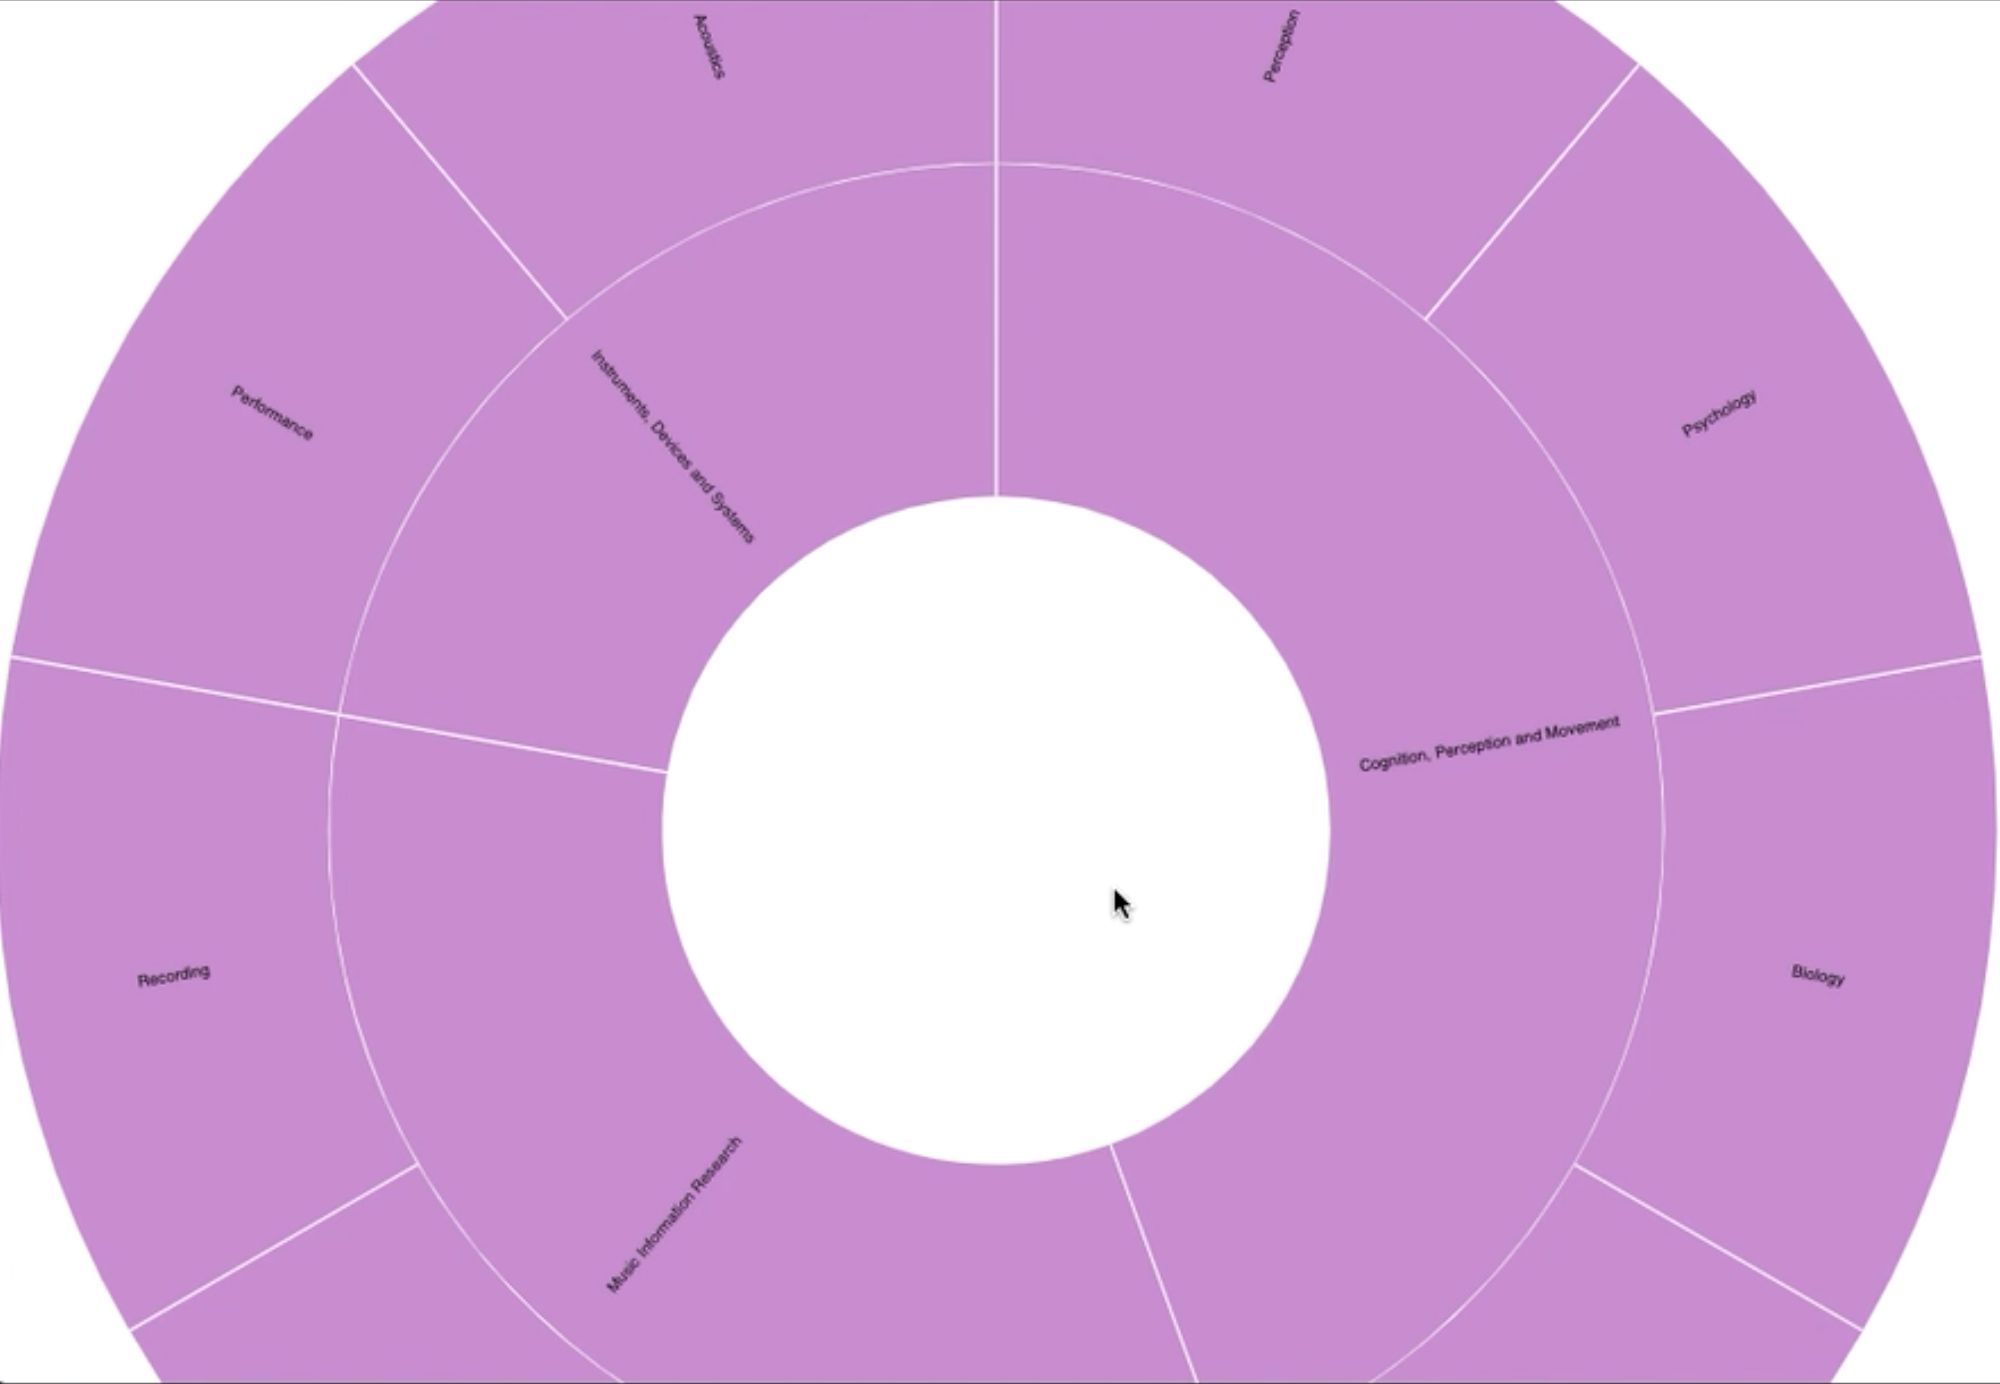 Acoustics
Perception
Performance
Instruments, Devices and Systems
Psychology
Cognition, Perception and Movement
Recording
Biology
Music Information Research